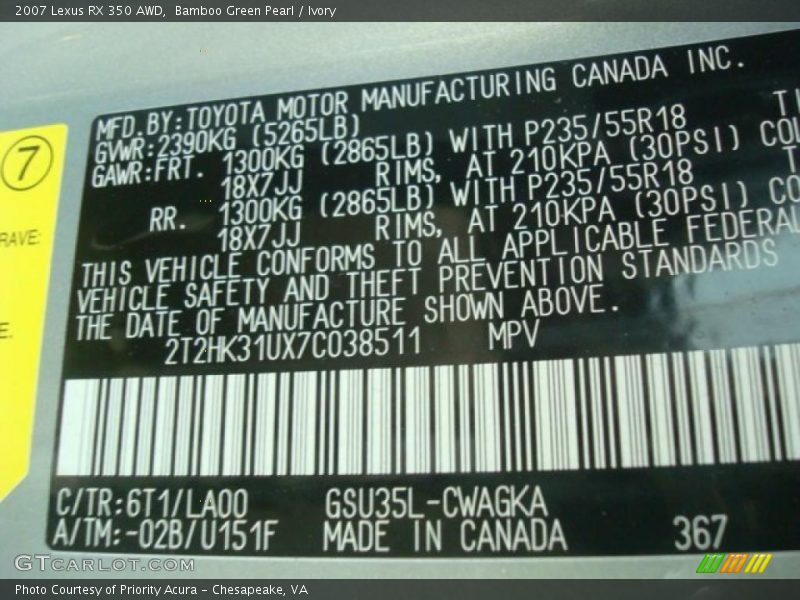 2007 Lexus RX 350 AWD, Bamboo Green Pearl / Ivory
MFD.BY:TOYOTA MOTOR MANUFACTURING CANADA INC.
GVWR:2390KG (5265LB)
GAWR:FRT. 1300KG (2865LB) WITH P235/55R18 TI
18X7JJ RIMS, AT 210KPA (30PSI) COL
RR. 1300KG (2865LB) WITH P235/55R18 T
18X7JJ RIMS, AT 210KPA (30PSI) CO
THIS VEHICLE CONFORMS TO ALL APPLICABLE FEDERAL
VEHICLE SAFETY AND THEFT PREVENTION STANDARDS
THE DATE OF MANUFACTURE SHOWN ABOVE.
2T2HK31UX7C038511 MPV
C/TR:6T1/LA00 GSU35L-CWAGKA
A/TM:-02B/U151F MADE IN CANADA 367
7
RAVE:
E.
GTCARLOT.COM
Photo Courtesy of Priority Acura - Chesapeake, VA